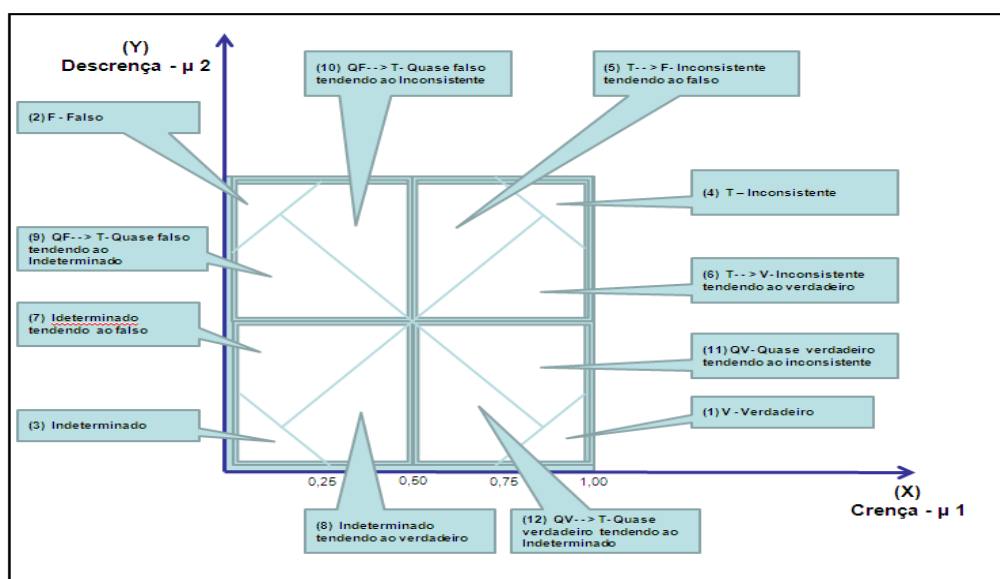 (Y)
Descrença - µ 2
(10) QF--> T- Quase falso
tendendo ao Inconsistente
(5) T--> F- Inconsistente
tendendo ao falso
(2) F - Falso
(4) T – Inconsistente
(9) QF--> T- Quase falso
tendendo ao
Indeterminado
(6) T--> V- Inconsistente
tendendo ao verdadeiro
(7) Ideterminado
tendendo ao falso
(11) QV- Quase verdadeiro
tendendo ao inconsistente
(3) Indeterminado
(1) V - Verdadeiro
0,25
0,50
0,75
1,00
(X)
Crença - µ 1
(8) Indeterminado
tendendo ao verdadeiro
(12) QV--> T- Quase
verdadeiro tendendo ao
Indeterminado